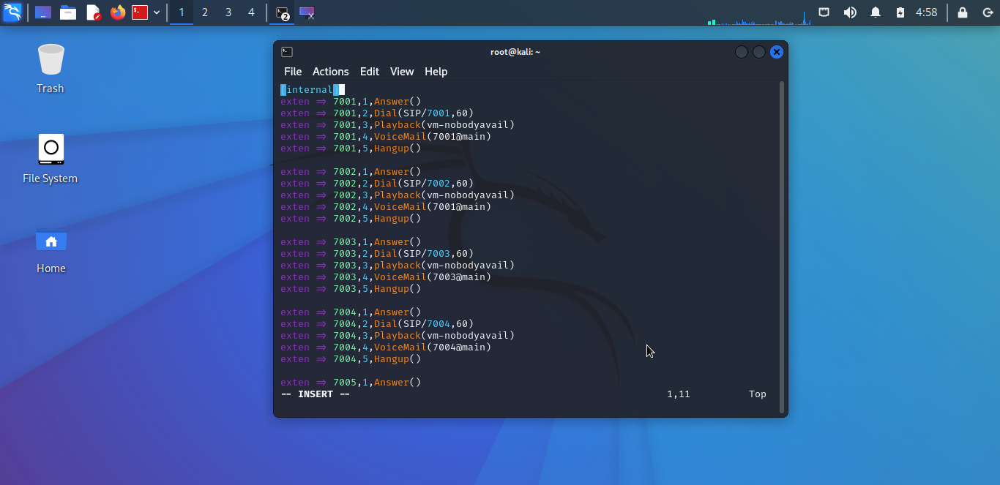 1 2 3 4 2 4:58
root@kali: ~
File Actions Edit View Help
Trash
File System
Home
[internal]
exten => 7001,1,Answer()
exten => 7001,2,Dial(SIP/7001,60)
exten => 7001,3,Playback(vm-nobodyavail)
exten => 7001,4,VoiceMail(7001@main)
exten => 7001,5,Hangup()
exten => 7002,1,Answer()
exten => 7002,2,Dial(SIP/7002,60)
exten => 7002,3,Playback(vm-nobodyavail)
exten => 7002,4,VoiceMail(7001@main)
exten => 7002,5,Hangup()
exten => 7003,1,Answer()
exten => 7003,2,Dial(SIP/7003,60)
exten => 7003,3,playback(vm-nobodyavail)
exten => 7003,4,VoiceMail(7003@main)
exten => 7003,5,Hangup()
exten => 7004,1,Answer()
exten => 7004,2,Dial(SIP/7004,60)
exten => 7004,3,Playback(vm-nobodyavail)
exten => 7004,4,VoiceMail(7004@main)
exten => 7004,5,Hangup()
exten => 7005,1,Answer()
-- INSERT -- 1,11 Top